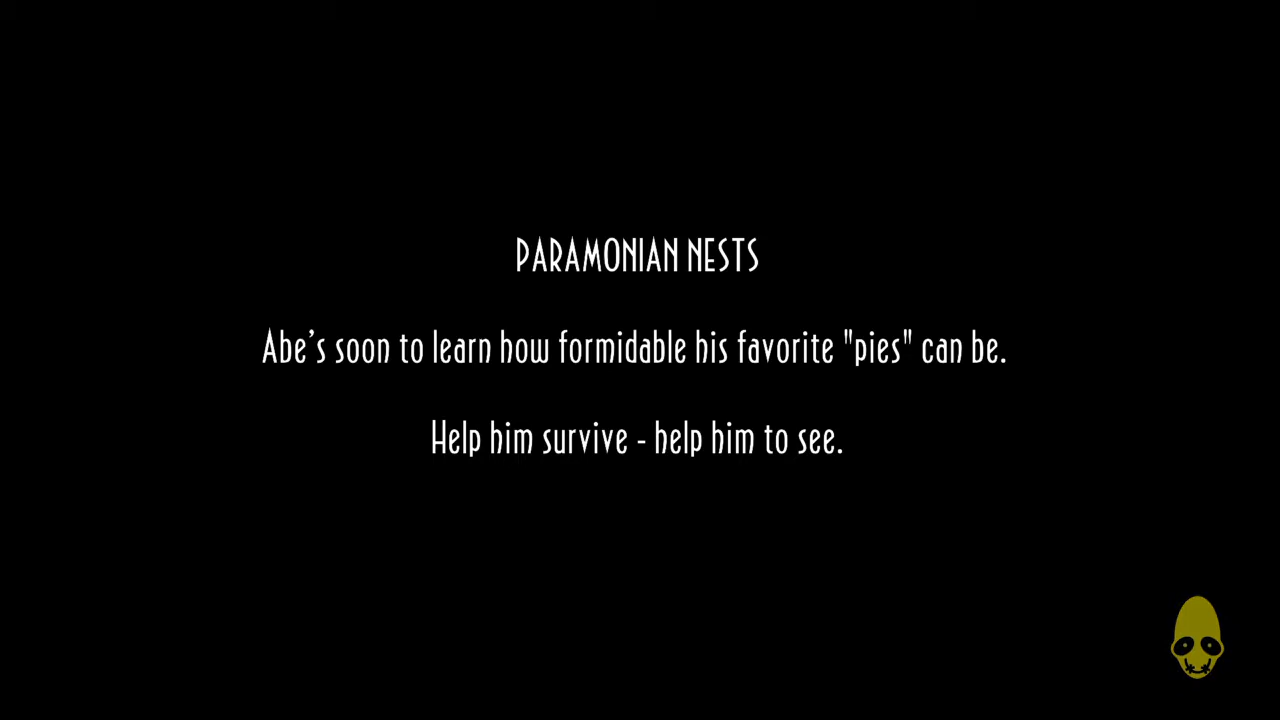 PARAMONIAN NESTS
Abe's soon to learn how formidable his favorite "pies" can be.
Help him survive - help him to see.